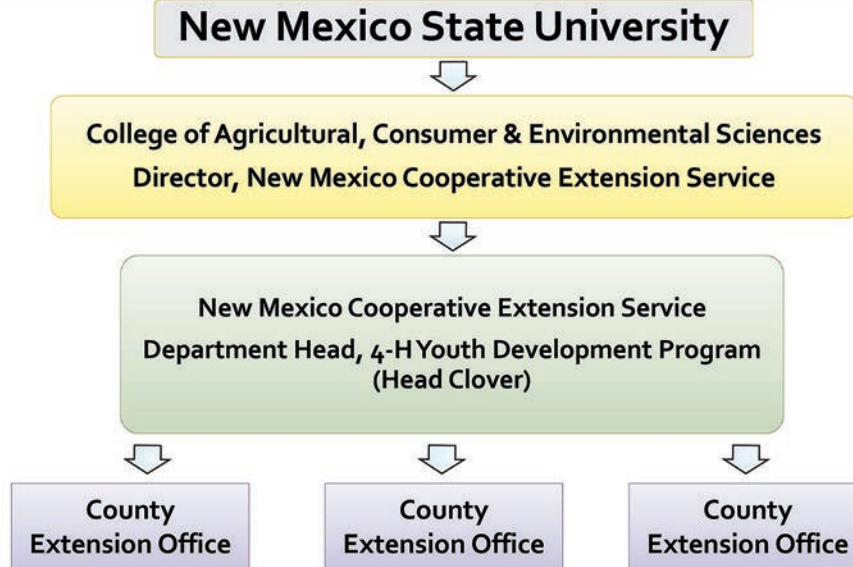 New Mexico State University
College of Agricultural, Consumer & Environmental Sciences
Director, New Mexico Cooperative Extension Service
New Mexico Cooperative Extension Service
Department Head, 4-H Youth Development Program
(Head Clover)
County
Extension Office
County
Extension Office
County
Extension Office